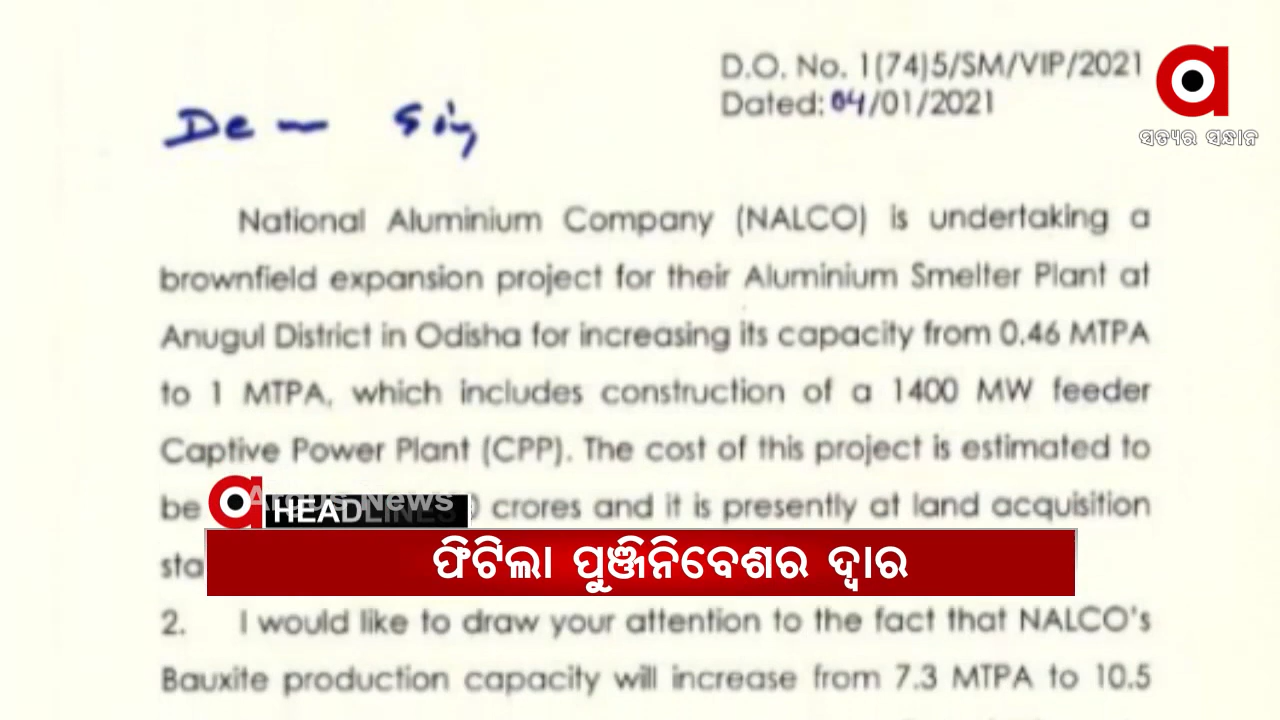 D.O. No. 1(74)5/SM/VIP/2021
Dated: 04/01/2021
ସତ୍ୟର ସନ୍ଧାନ
Dear Sir,
National Aluminium Company (NALCO) is undertaking a
brownfield expansion project for their Aluminium Smelter Plant at
Anugul District in Odisha for increasing its capacity from 0.46 MTPA
to 1 MTPA, which includes construction of a 1400 MW feeder
Captive Power Plant (CPP). The cost of this project is estimated to
be crores and it is presently at land acquisition
Argus News
HEADLINES
ଫିଟିଲା ପୁଞ୍ଜିନିବେଶର ଦ୍ୱାର
2. I would like to draw your attention to the fact that NALCO's
Bauxite production capacity will increase from 7.3 MTPA to 10.5